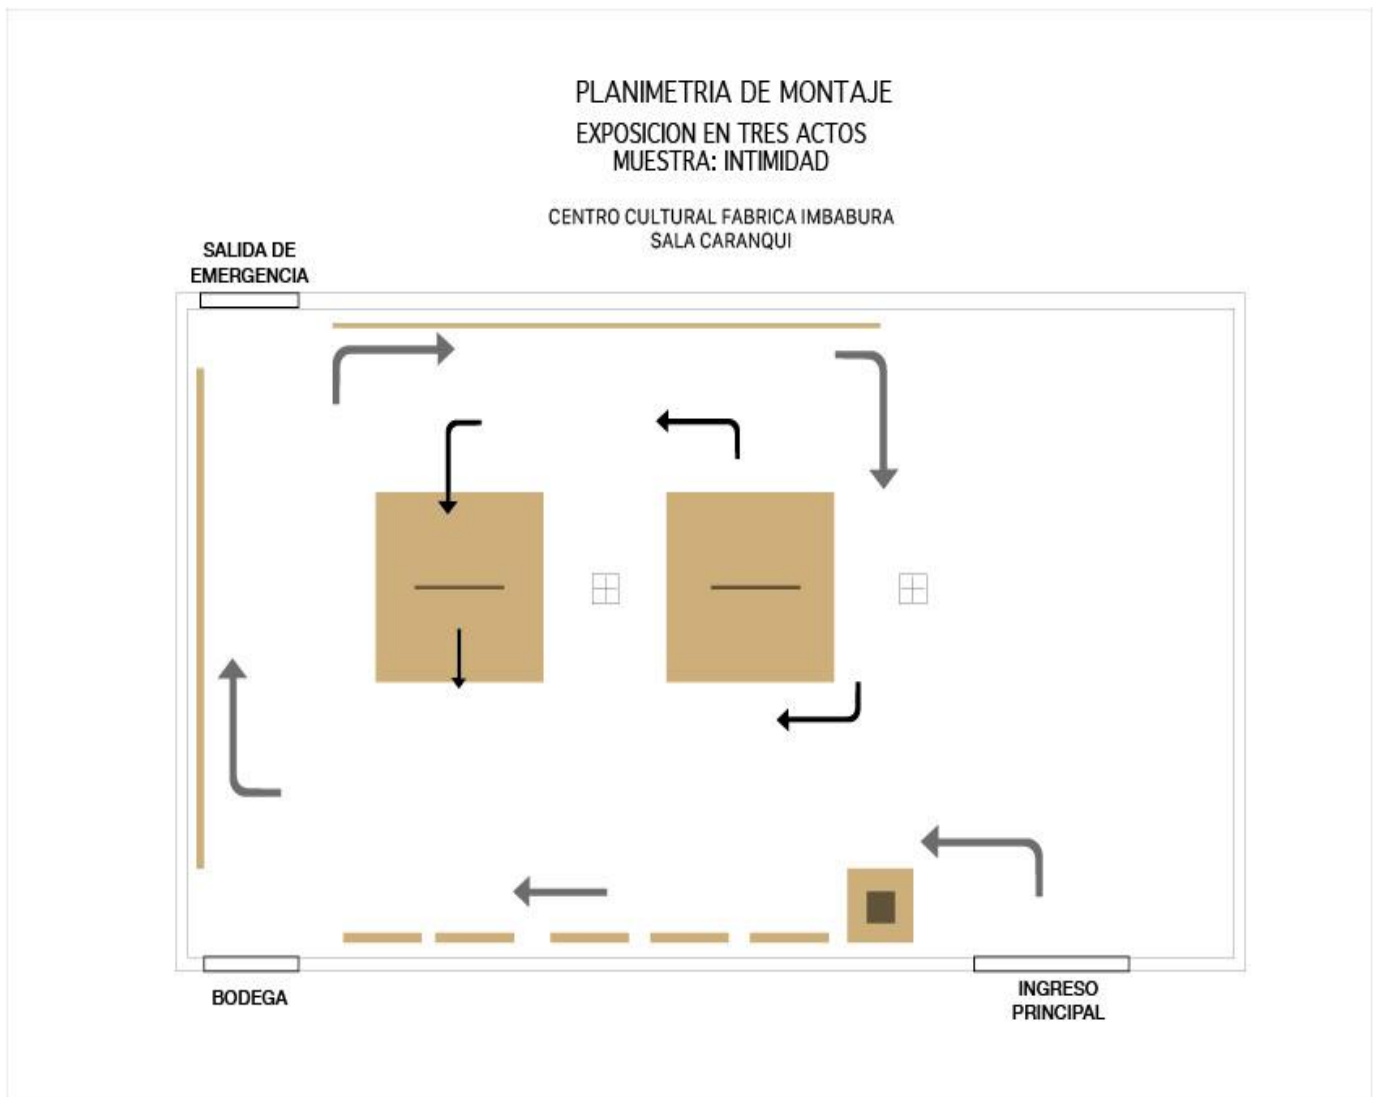 PLANIMETRIA DE MONTAJE
EXPOSICION EN TRES ACTOS
MUESTRA: INTIMIDAD
CENTRO CULTURAL FABRICA IMBABURA
SALA CARANQUI
SALIDA DE
EMERGENCIA
BODEGA
INGRESO
PRINCIPAL